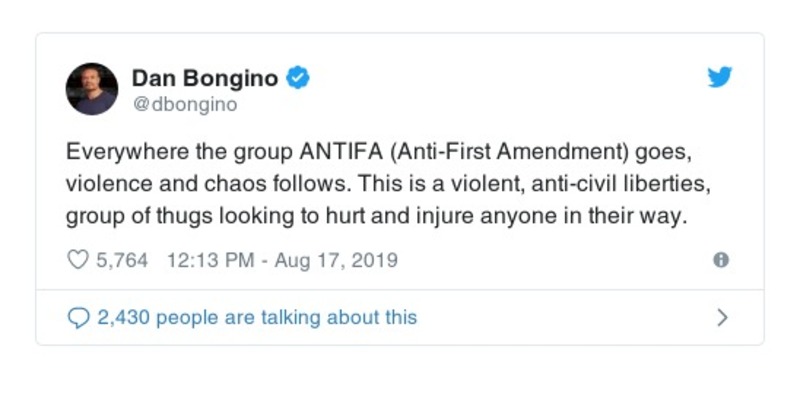 Dan Bongino
@dbongino
Everywhere the group ANTIFA (Anti-First Amendment) goes,
violence and chaos follows. This is a violent, anti-civil liberties,
group of thugs looking to hurt and injure anyone in their way.
5,764 12:13 PM - Aug 17, 2019
2,430 people are talking about this